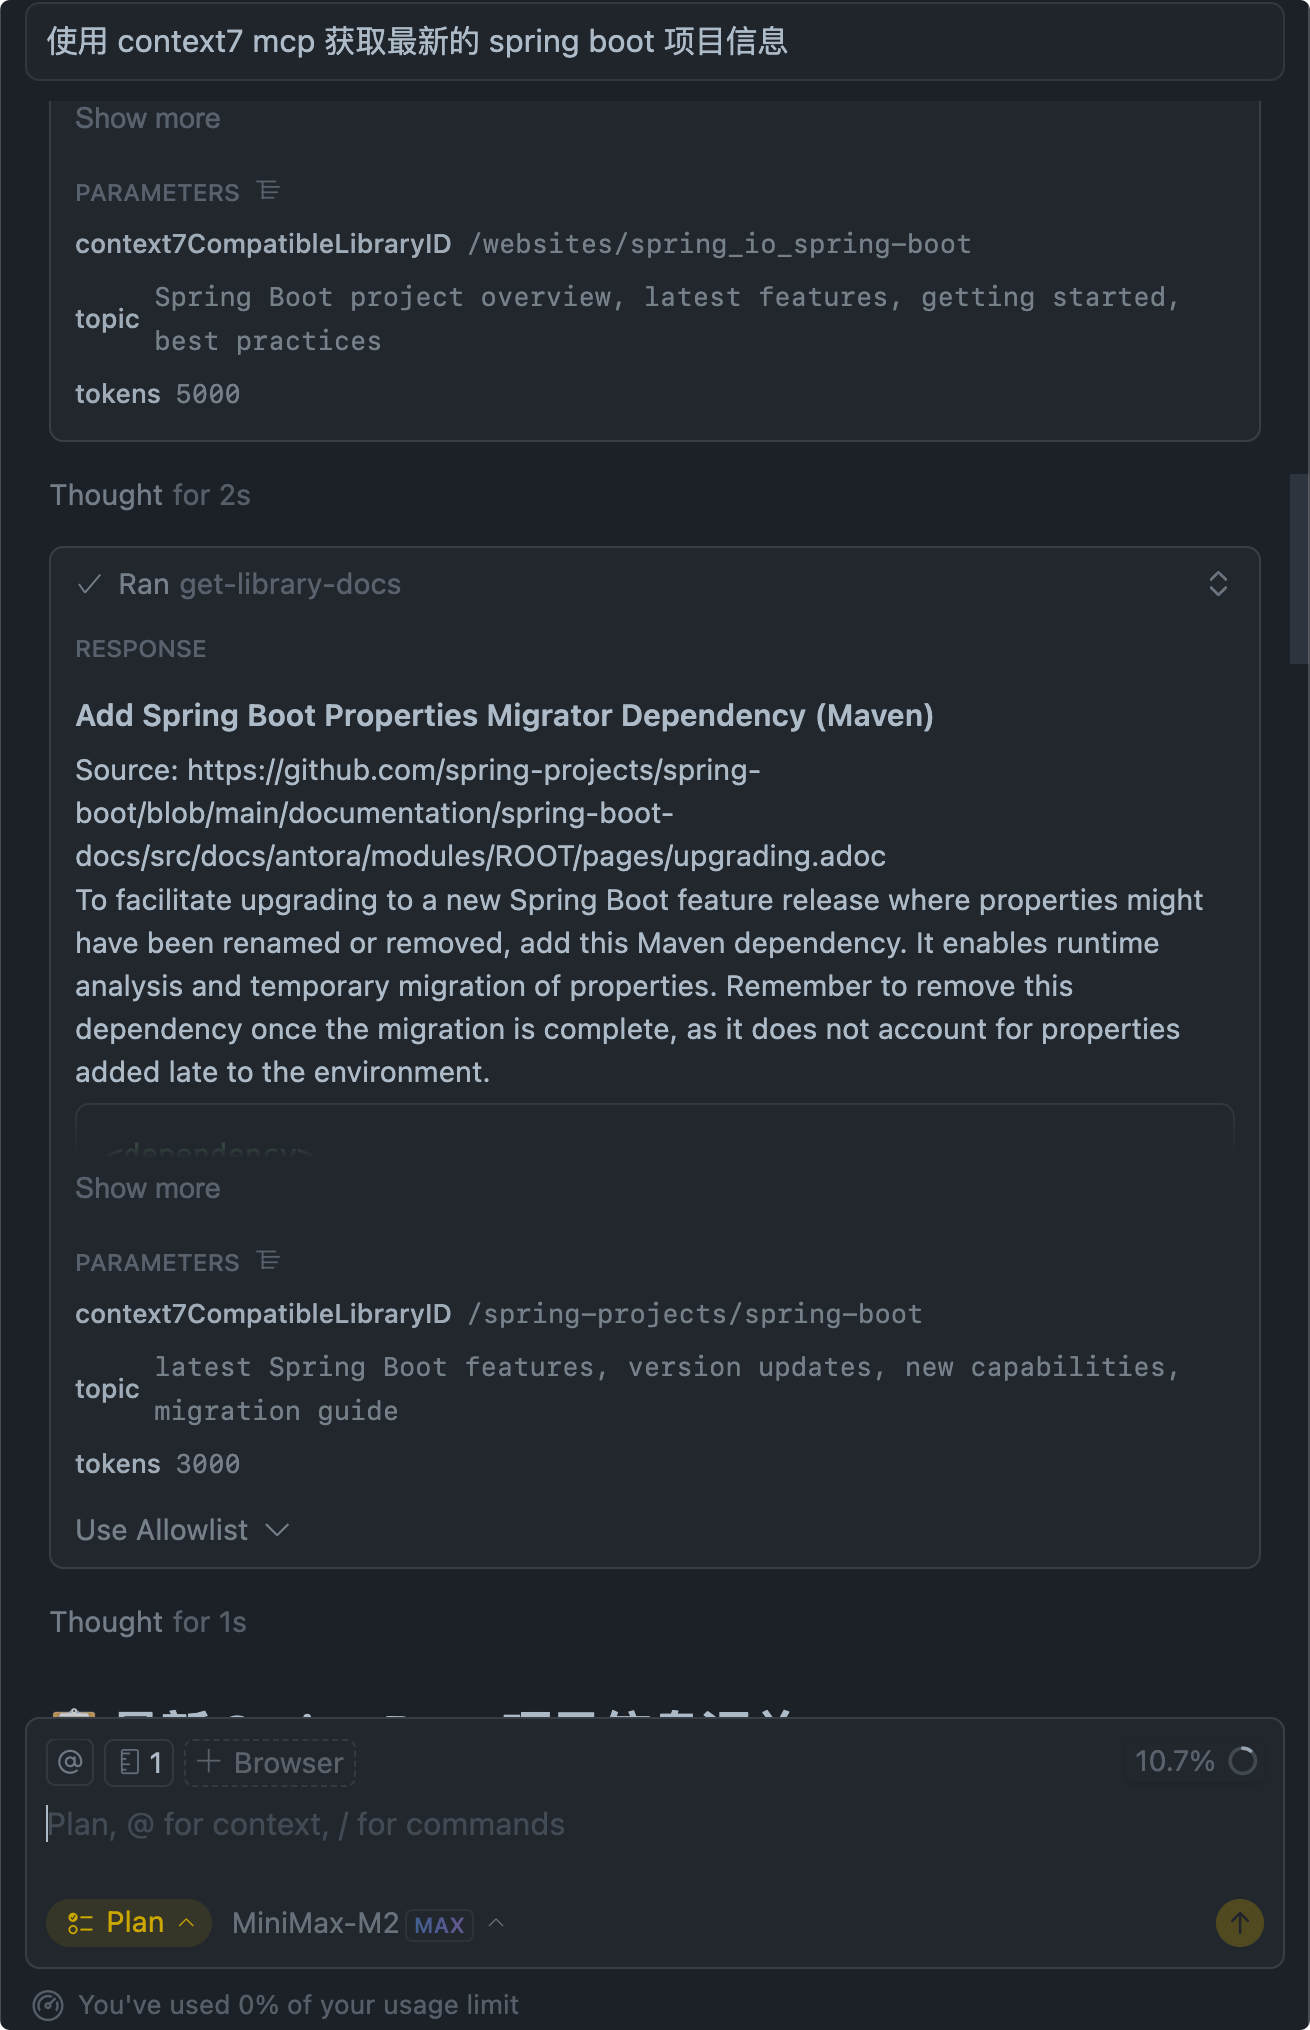 使用 context7 mcp 获取最新的 spring boot 项目信息
Show more
PARAMETERS
context7CompatibleLibraryID /websites/spring_io_spring-boot
topic Spring Boot project overview, latest features, getting started,
best practices
tokens 5000
Thought for 2s
Ran get-library-docs
RESPONSE
Add Spring Boot Properties Migrator Dependency (Maven)
Source: https://github.com/spring-projects/spring-
boot/blob/main/documentation/spring-boot-
docs/src/docs/antora/modules/ROOT/pages/upgrading.adoc
To facilitate upgrading to a new Spring Boot feature release where properties might
have been renamed or removed, add this Maven dependency. It enables runtime
analysis and temporary migration of properties. Remember to remove this
dependency once the migration is complete, as it does not account for properties
added late to the environment.
<dependency>
Show more
PARAMETERS
context7CompatibleLibraryID /spring-projects/spring-boot
topic latest Spring Boot features, version updates, new capabilities,
migration guide
tokens 3000
Use Allowlist
Thought for 1s
@ 1 + Browser 10.7%
Plan, @ for context, / for commands
Plan MiniMax-M2 MAX
You've used 0% of your usage limit